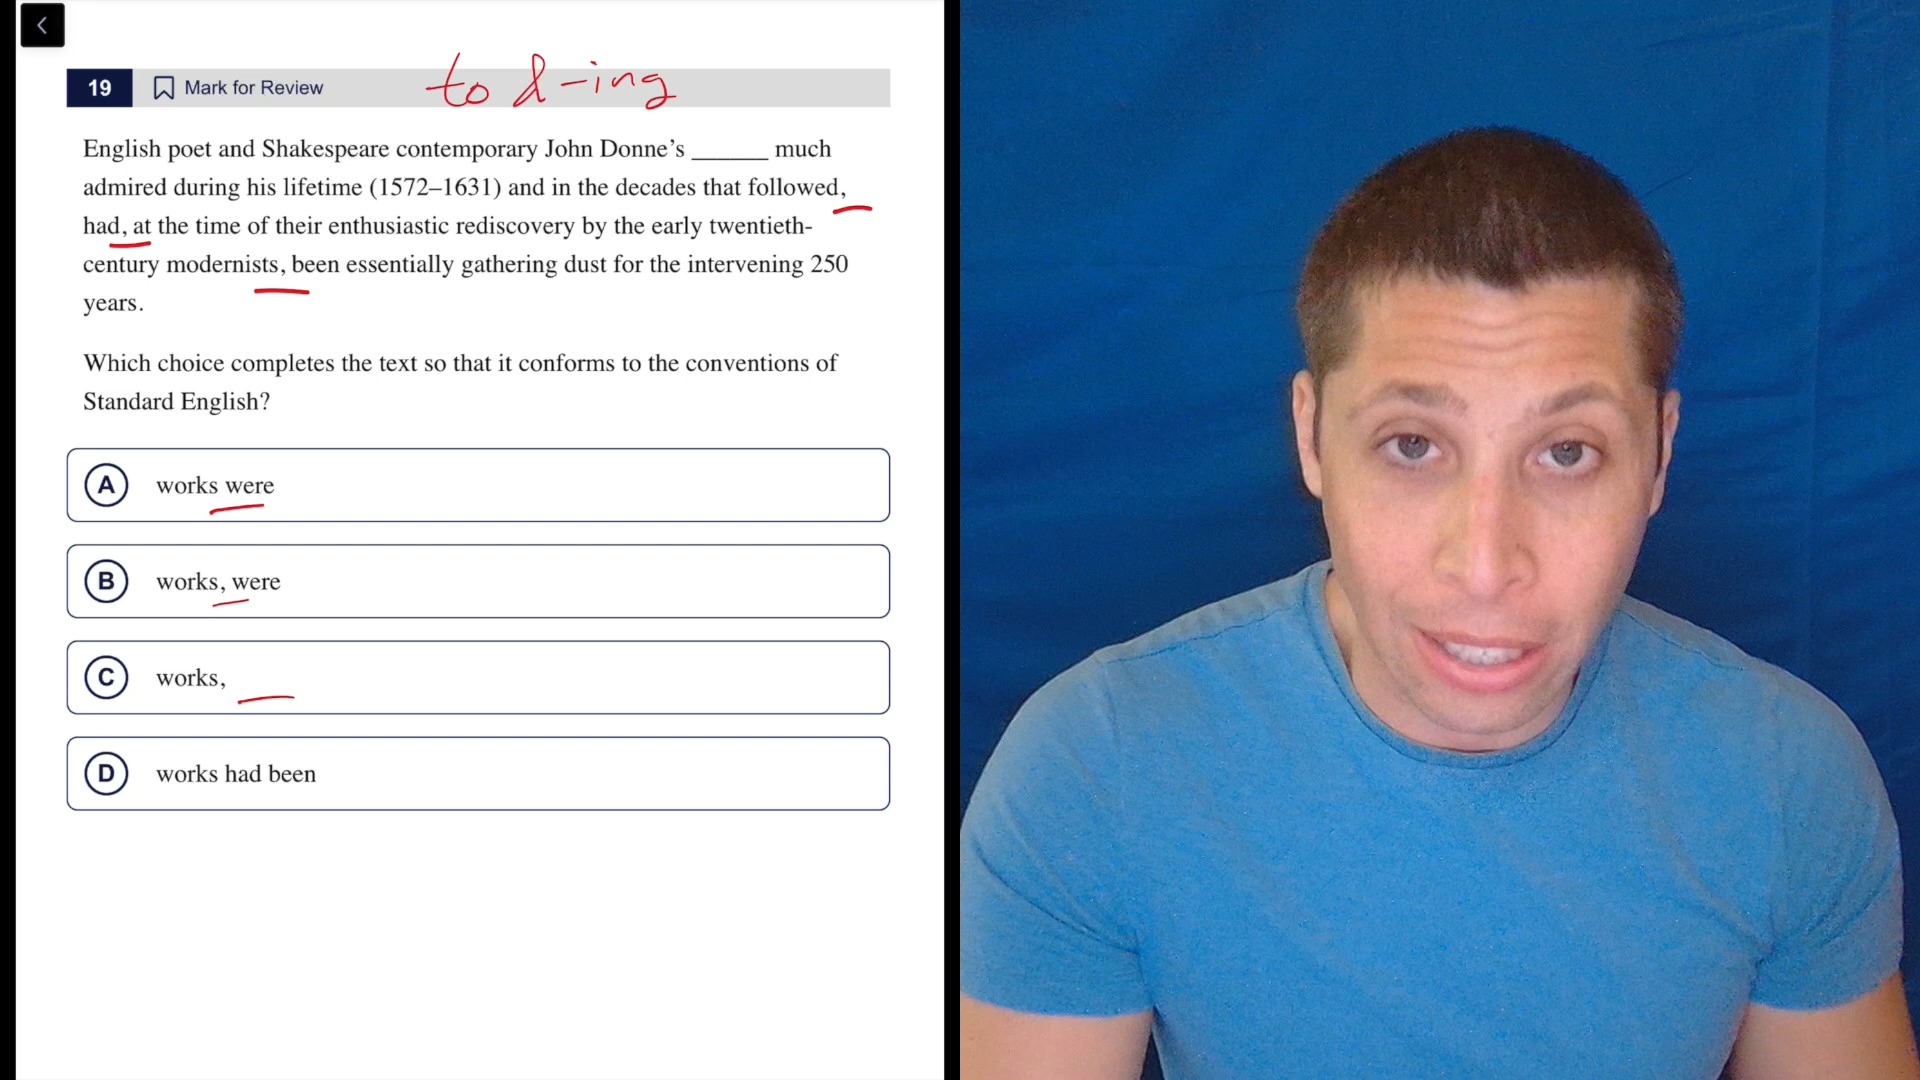 19 Mark for Review to & -ing
English poet and Shakespeare contemporary John Donne’s ______ much
admired during his lifetime (1572–1631) and in the decades that followed,
had, at the time of their enthusiastic rediscovery by the early twentieth-
century modernists, been essentially gathering dust for the intervening 250
years.
Which choice completes the text so that it conforms to the conventions of
Standard English?
A works were
B works, were
C works,
D works had been